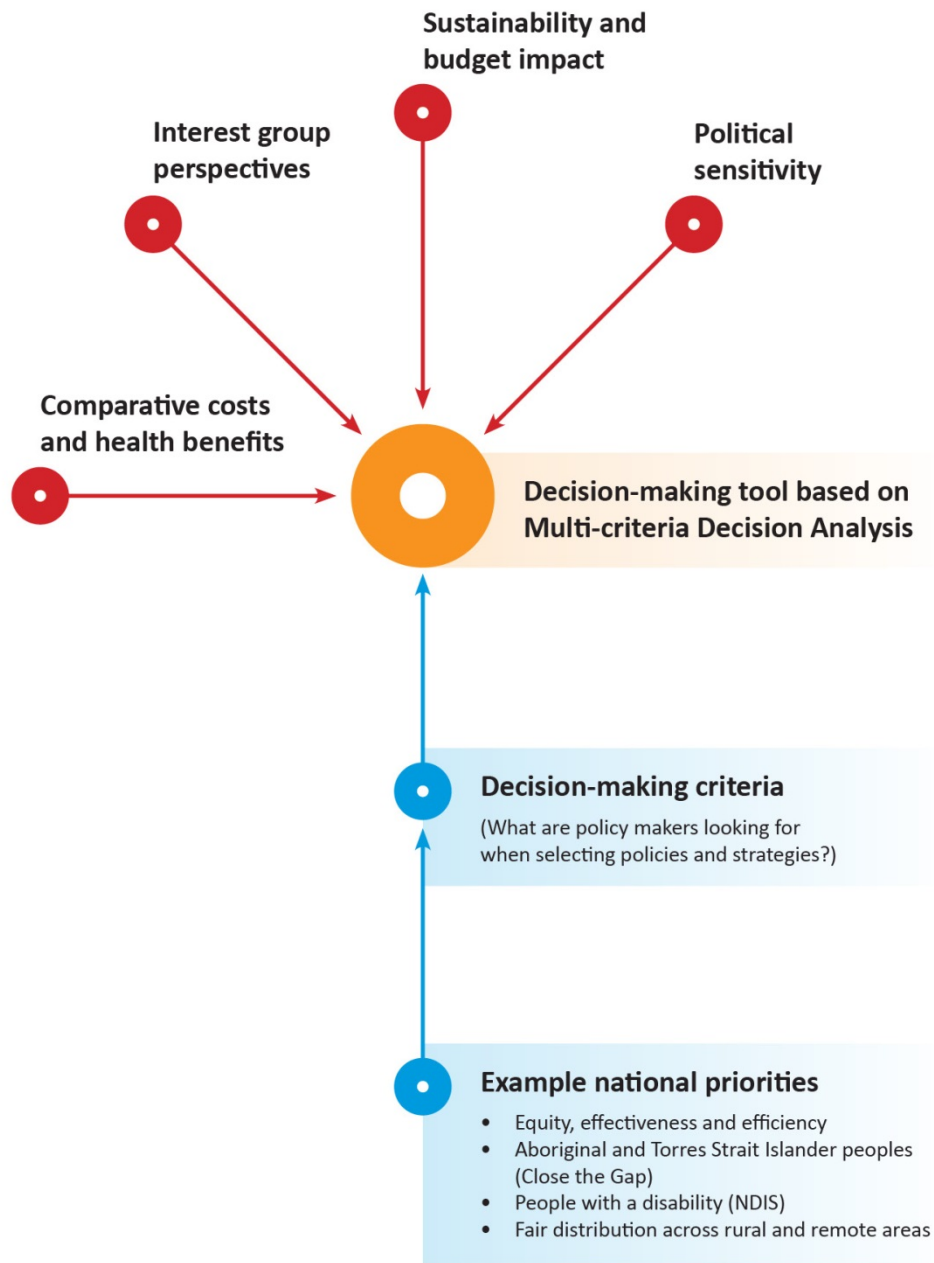 Sustainability and
budget impact
Interest group
perspectives
Political
sensitivity
Comparative costs
and health benefits
Decision-making tool based on
Multi-criteria Decision Analysis
Decision-making criteria
(What are policy makers looking for
when selecting policies and strategies?)
Example national priorities
• Equity, effectiveness and efficiency
• Aboriginal and Torres Strait Islander peoples
(Close the Gap)
• People with a disability (NDIS)
• Fair distribution across rural and remote areas